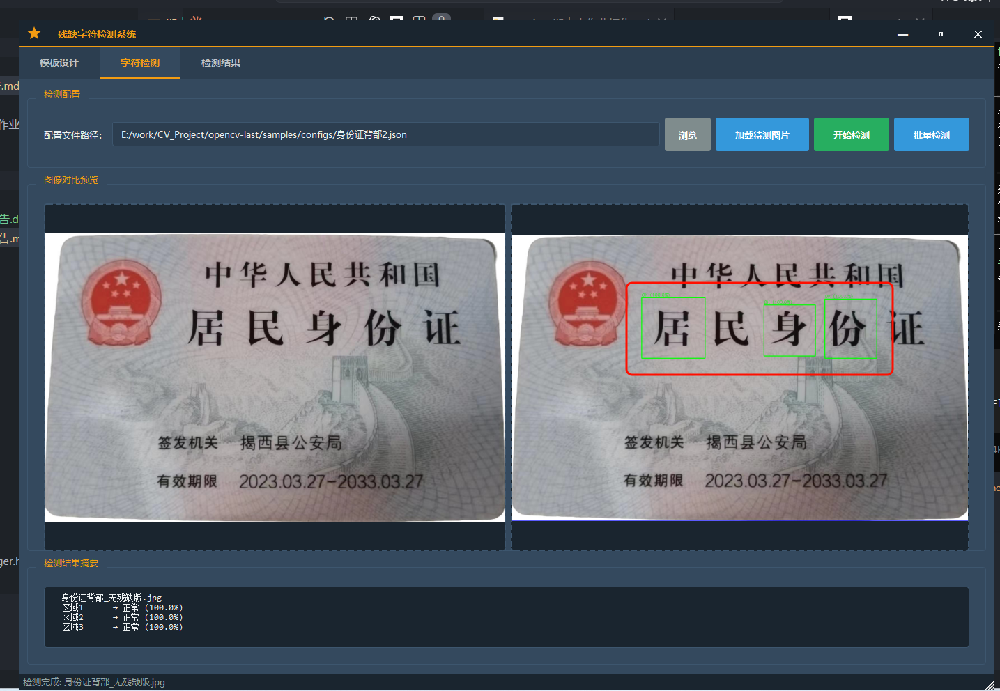 残缺字符检测系统
模板设计 字符检测 检测结果
.md
检测配置
作业
配置文件路径: E:/work/CV_Project/opencv-last/samples/configs/身份证背部2.json 浏览 加载待测图片 开始检测 批量检测
图像对比预览
告.d
告.m
中华人民共和国
居民身份证
签发机关 揭西县公安局
有效期限 2023.03.27-2033.03.27
中华人民共和国
居民身份证
签发机关 揭西县公安局
有效期限 2023.03.27-2033.03.27
ger.h
检测结果摘要
- 身份证背部_无残缺版.jpg
区域1 → 正常 (100.0%)
区域2 → 正常 (100.0%)
区域3 → 正常 (100.0%)
检测完成: 身份证背部_无残缺版.jpg